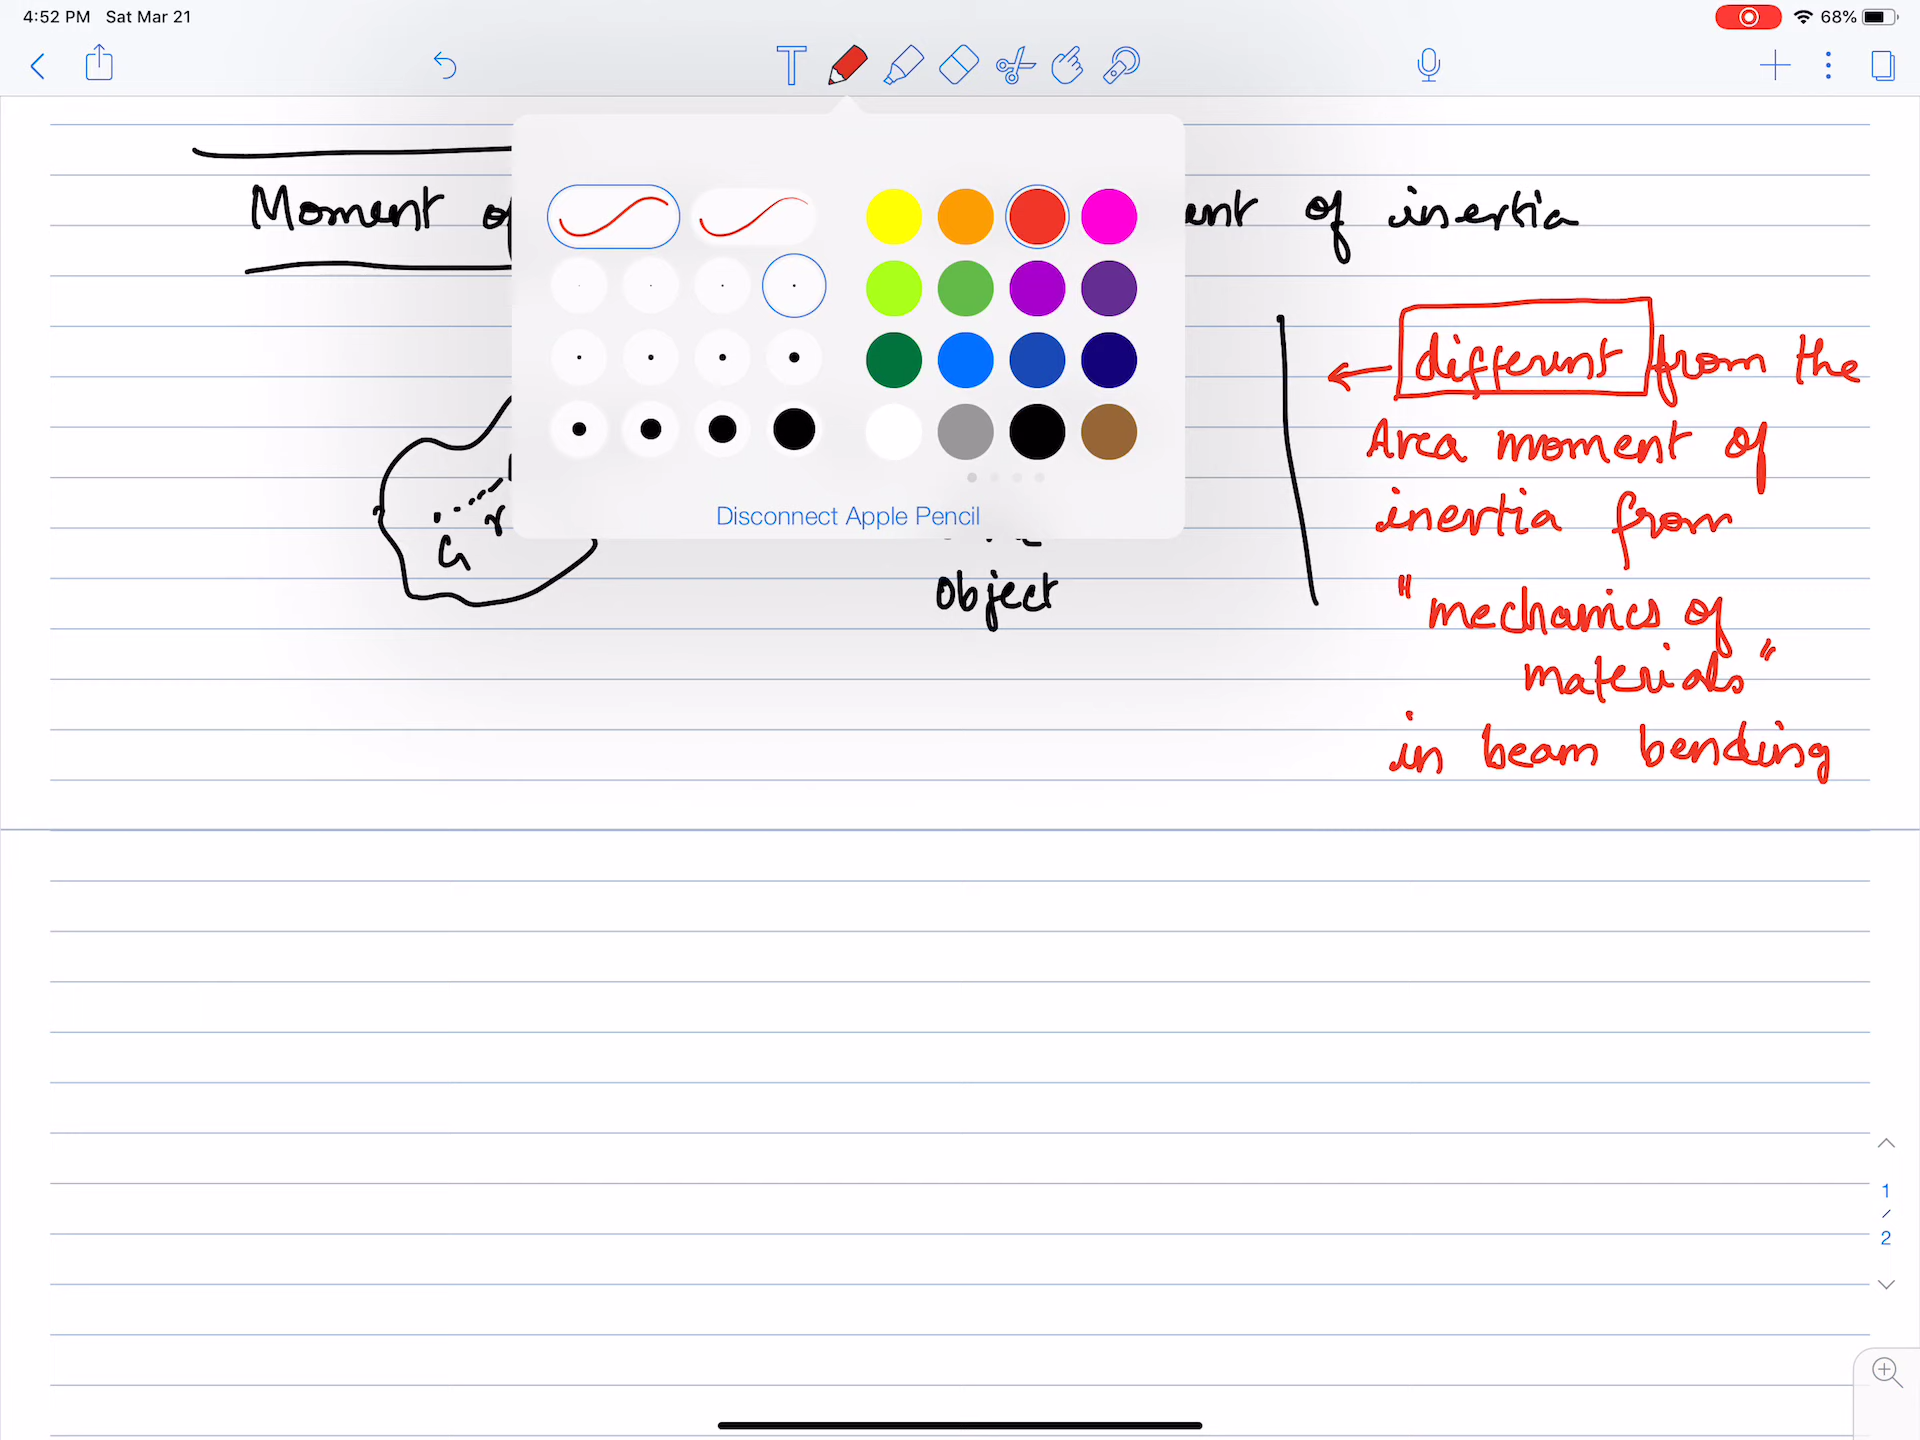 4:52 PM Sat Mar 21
68%
T
Moment
ent of inertia
← different from the
Area moment of
inertia from
"mechanics of
materials"
in beam bending
r
G
Object
Disconnect Apple Pencil
1
/
2